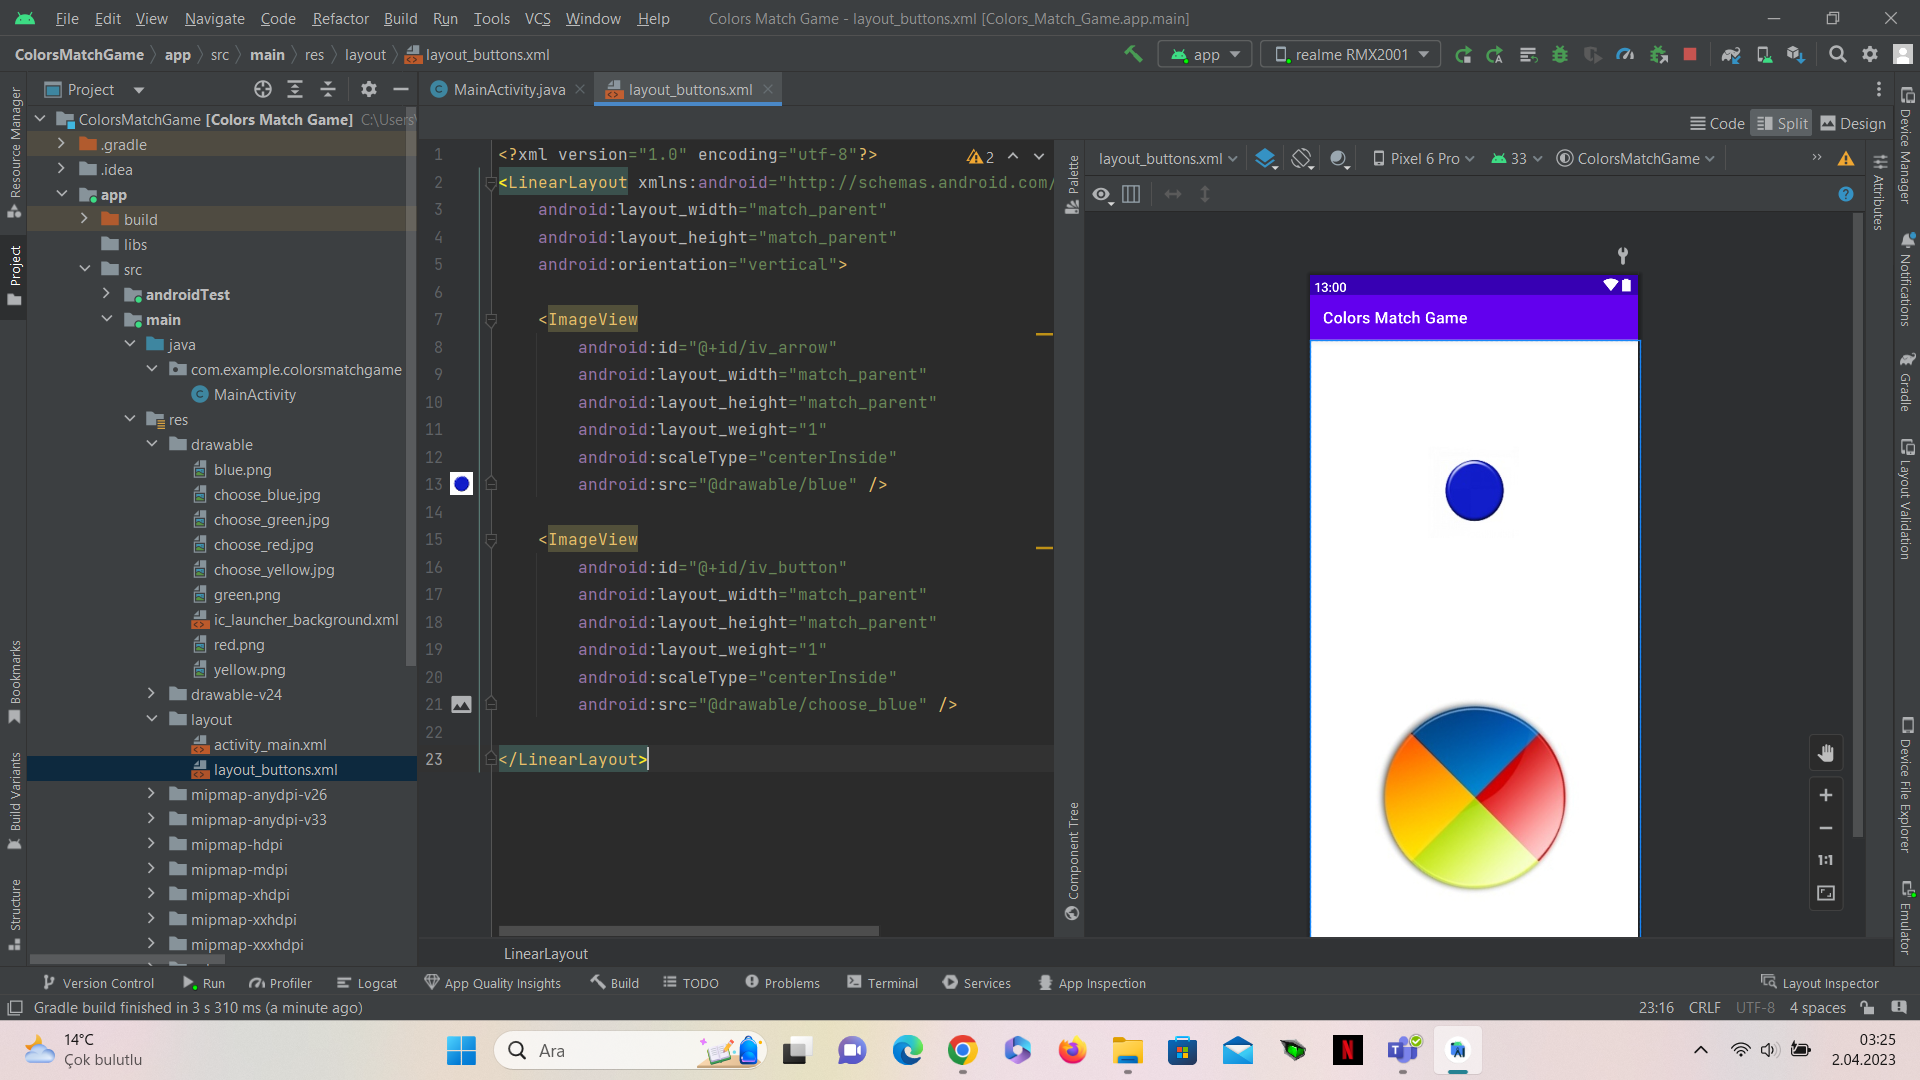 File Edit View Navigate Code Refactor Build Run Tools VCS Window Help Colors Match Game - layout_buttons.xml [Colors_Match_Game.app.main]
ColorsMatchGame app src main res layout layout_buttons.xml app realme RMX2001
Project MainActivity.java layout_buttons.xml
Code Split Design
Resource Manager
Project
Bookmarks
Build Variants
Structure
ColorsMatchGame [Colors Match Game] C:\Users\
.gradle
.idea
app
build
libs
src
androidTest
main
java
com.example.colorsmatchgame
MainActivity
res
drawable
blue.png
choose_blue.jpg
choose_green.jpg
choose_red.jpg
choose_yellow.jpg
green.png
ic_launcher_background.xml
red.png
yellow.png
drawable-v24
layout
activity_main.xml
layout_buttons.xml
mipmap-anydpi-v26
mipmap-anydpi-v33
mipmap-hdpi
mipmap-mdpi
mipmap-xhdpi
mipmap-xxhdpi
mipmap-xxxhdpi
1 <?xml version="1.0" encoding="utf-8"?> 2
2 <LinearLayout xmlns:android="http://schemas.android.com/
3 android:layout_width="match_parent"
4 android:layout_height="match_parent"
5 android:orientation="vertical">
6
7 <ImageView
8 android:id="@+id/iv_arrow"
9 android:layout_width="match_parent"
10 android:layout_height="match_parent"
11 android:layout_weight="1"
12 android:scaleType="centerInside"
13 android:src="@drawable/blue" />
14
15 <ImageView
16 android:id="@+id/iv_button"
17 android:layout_width="match_parent"
18 android:layout_height="match_parent"
19 android:layout_weight="1"
20 android:scaleType="centerInside"
21 android:src="@drawable/choose_blue" />
22
23 </LinearLayout>
LinearLayout
Palette
Component Tree
layout_buttons.xml Pixel 6 Pro 33 ColorsMatchGame
13:00
Colors Match Game
1:1
Attributes
Device Manager
Notifications
Gradle
Layout Validation
Device File Explorer
Emulator
Version Control Run Profiler Logcat App Quality Insights Build TODO Problems Terminal Services App Inspection Layout Inspector
Gradle build finished in 3 s 310 ms (a minute ago) 23:16 CRLF UTF-8 4 spaces
14°C
Çok bulutlu
Ara
03:25
2.04.2023